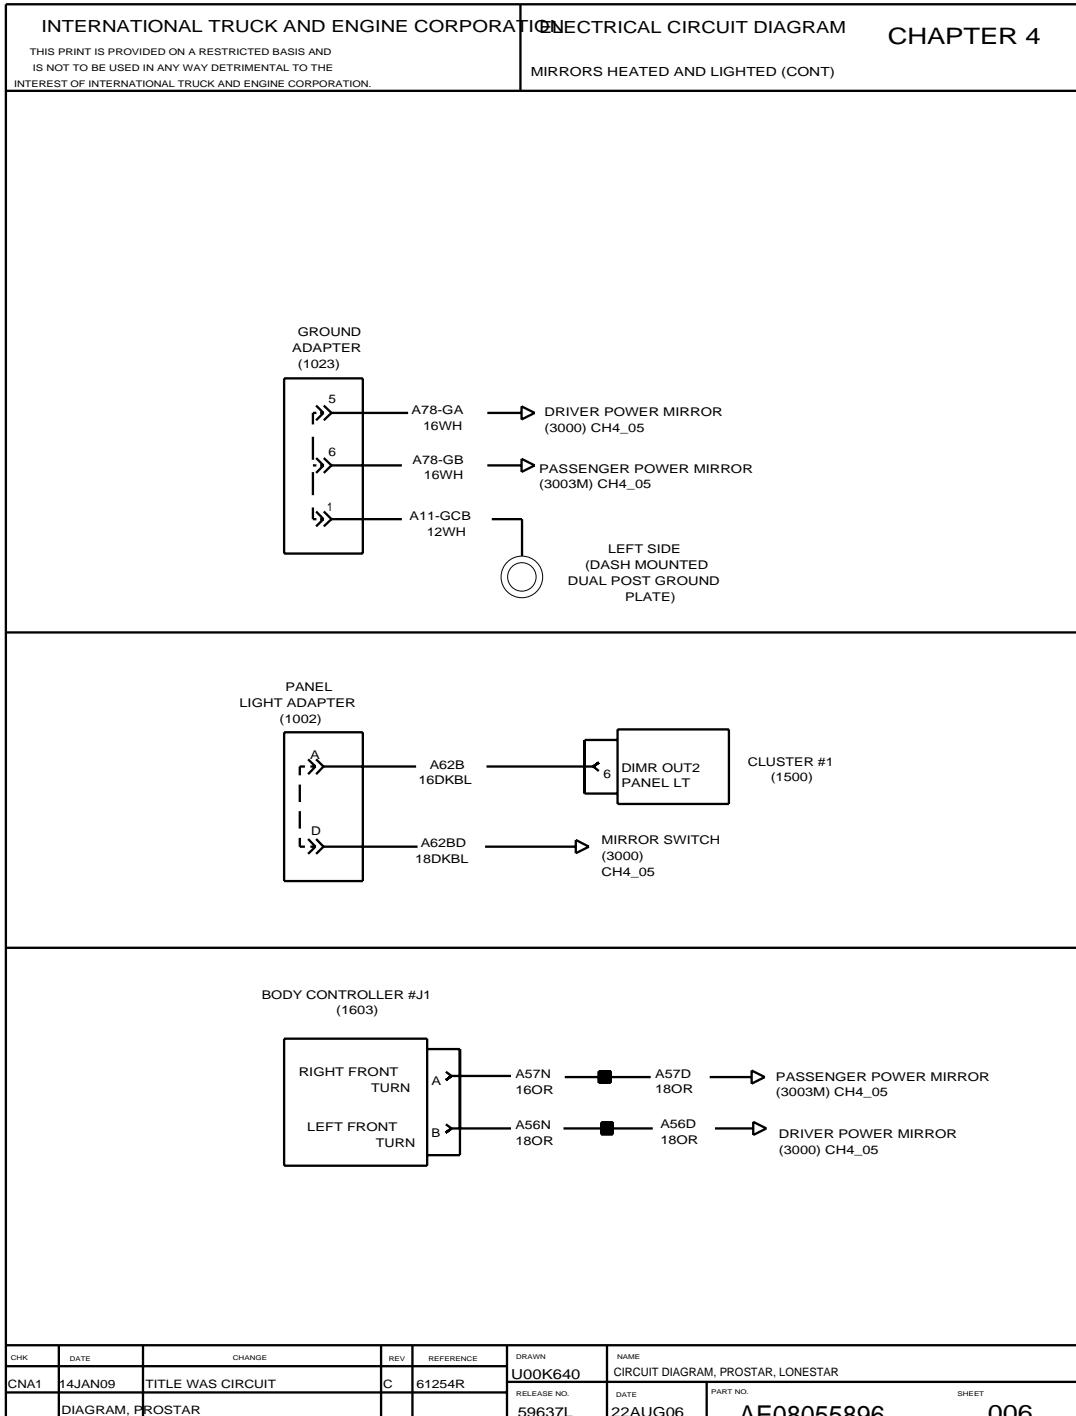 INTERNATIONAL TRUCK AND ENGINE CORPORATION
THIS PRINT IS PROVIDED ON A RESTRICTED BASIS AND
IS NOT TO BE USED IN ANY WAY DETRIMENTAL TO THE
INTEREST OF INTERNATIONAL TRUCK AND ENGINE CORPORATION.
ELECTRICAL CIRCUIT DIAGRAM
CHAPTER 4
MIRRORS HEATED AND LIGHTED (CONT)
GROUND
ADAPTER
(1023)
5
A78-GA
16WH
DRIVER POWER MIRROR
(3000) CH4_05
6
A78-GB
16WH
PASSENGER POWER MIRROR
(3003M) CH4_05
1
A11-GCB
12WH
LEFT SIDE
(DASH MOUNTED
DUAL POST GROUND
PLATE)
PANEL
LIGHT ADAPTER
(1002)
A
A62B
16DKBL
6
DIMR OUT2
PANEL LT
CLUSTER #1
(1500)
D
A62BD
18DKBL
MIRROR SWITCH
(3000)
CH4_05
BODY CONTROLLER #J1
(1603)
RIGHT FRONT
TURN
A
A57N
16OR
A57D
18OR
PASSENGER POWER MIRROR
(3003M) CH4_05
LEFT FRONT
TURN
B
A56N
18OR
A56D
18OR
DRIVER POWER MIRROR
(3000) CH4_05
CHK DATE CHANGE REV REFERENCE
CNA1 14JAN09 TITLE WAS CIRCUIT C 61254R
DIAGRAM, PROSTAR
DRAWN
U00K640
NAME
CIRCUIT DIAGRAM, PROSTAR, LONESTAR
RELEASE NO.
59637L
DATE
22AUG06
PART NO.
AE08055896
SHEET
006